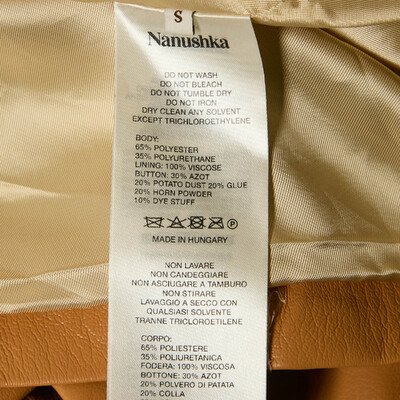 S
Nanushka
DO NOT WASH
DO NOT BLEACH
DO NOT TUMBLE DRY
DO NOT IRON
DRY CLEAN ANY SOLVENT
EXCEPT TRICHLOROETHYLENE
BODY:
65% POLYESTER
35% POLYURETHANE
LINING: 100% VISCOSE
BUTTON: 30% AZOT
20% POTATO DUST 20% GLUE
20% HORN POWDER
10% DYE STUFF
MADE IN HUNGARY
NON LAVARE
NON CANDEGGIARE
NON ASCIUGARE A TAMBURO
NON STIRARE
LAVAGGIO A SECCO CON
QUALSIASI SOLVENTE
TRANNE TRICLOROETILENE
CORPO:
65% POLIESTERE
35% POLIURETANICA
FODERA: 100% VISCOSA
BOTTONE: 30% AZOT
20% POLVERO DI PATATA
20% COLLA